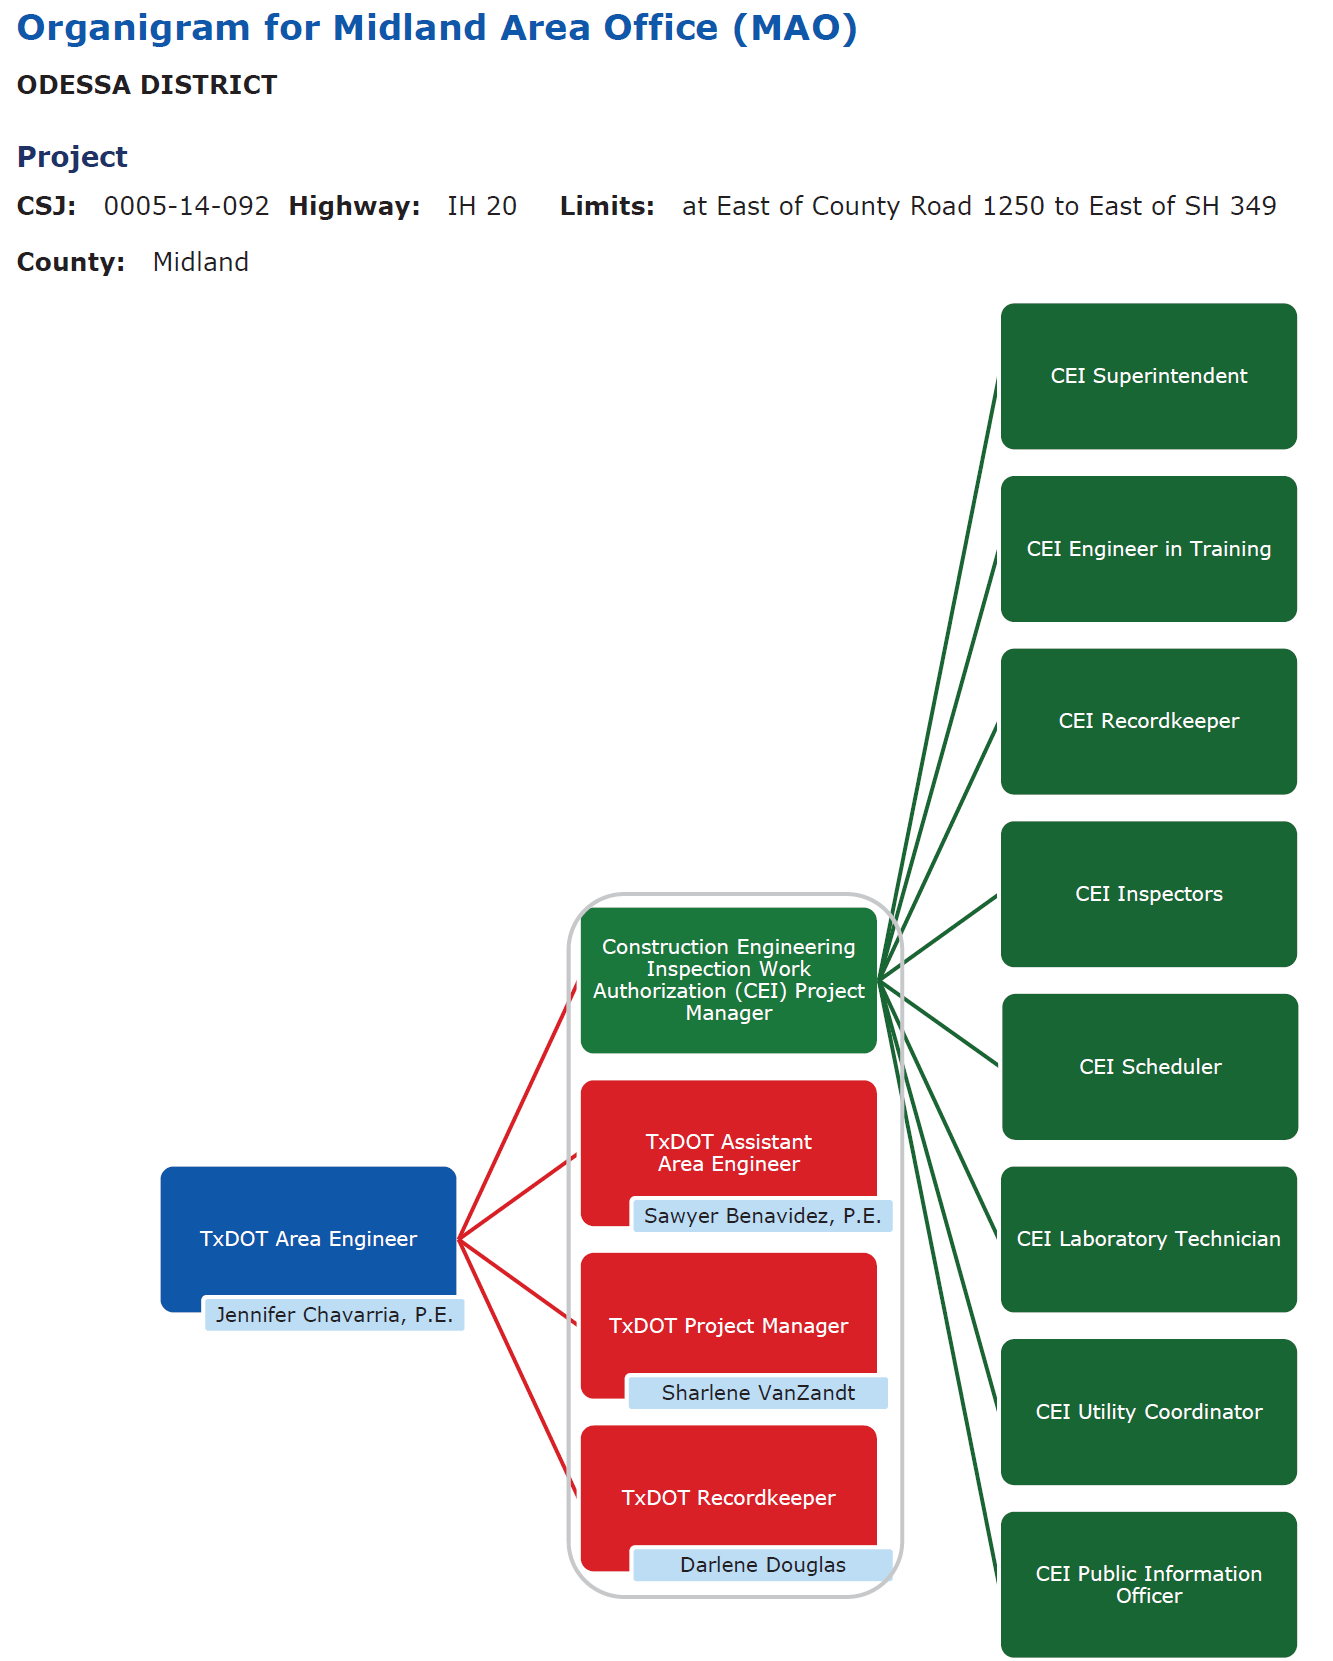 Organigram for Midland Area Office (MAO)
ODESSA DISTRICT
Project
CSJ: 0005-14-092 Highway: IH 20 Limits: at East of County Road 1250 to East of SH 349
County: Midland
CEI Superintendent
CEI Engineer in Training
CEI Recordkeeper
CEI Inspectors
Construction Engineering
Inspection Work
Authorization (CEI) Project
Manager
CEI Scheduler
TxDOT Assistant
Area Engineer
Sawyer Benavidez, P.E.
TxDOT Area Engineer
Jennifer Chavarria, P.E.
CEI Laboratory Technician
TxDOT Project Manager
Sharlene VanZandt
CEI Utility Coordinator
TxDOT Recordkeeper
Darlene Douglas
CEI Public Information
Officer